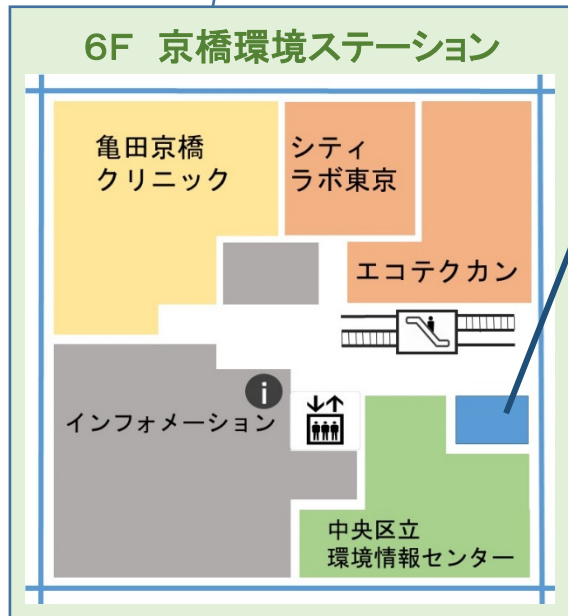 6F 京橋環境ステーション
亀田京橋
クリニック
シティ
ラボ東京
エコテクカン
i
インフォメーション
中央区立
環境情報センター